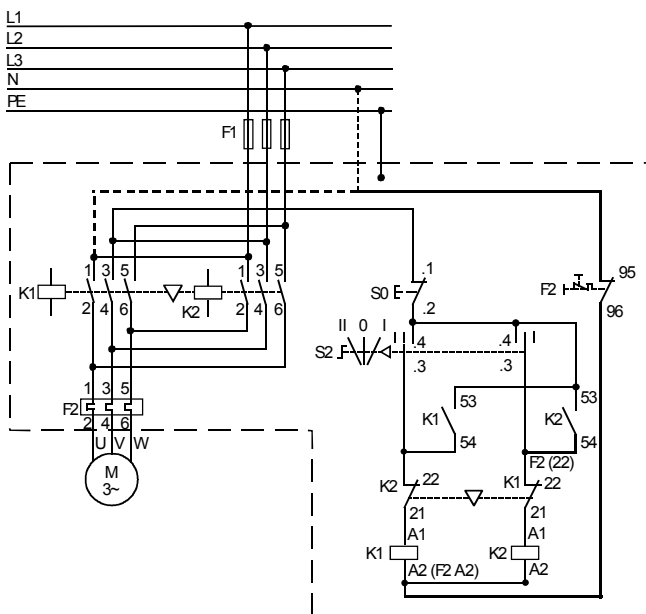 L1
L2
L3
N
PE
F1
1 3 5
K1
2 4 6
K2
1 3 5
2 4 6
.1
S0
.2
F2
95
96
II 0 I
S2
II
.4
.3
.4
I
.3
53
K1
54
53
K2
54
1 3 5
F2
2 4 6
U V W
M
3~
F2 (22)
K2
22
21
K1
22
21
A1
K1
A2 (F2 A2)
A1
K2
A2